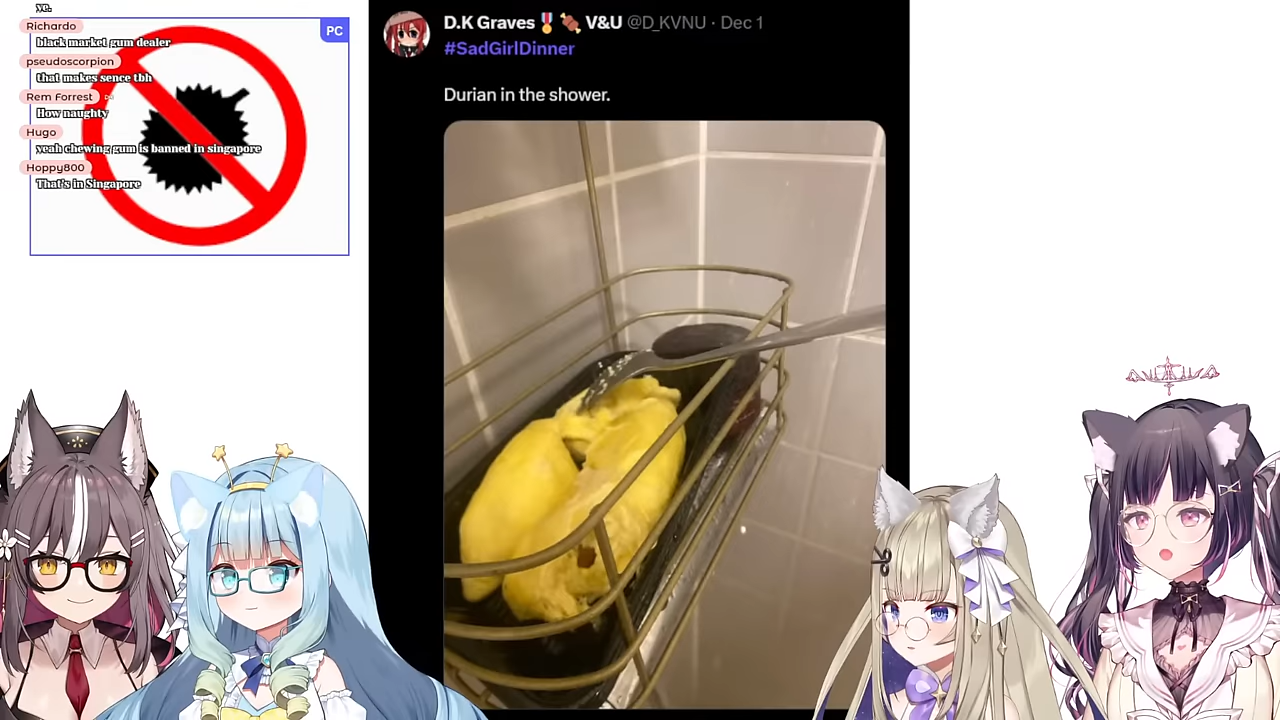 ye.
Richardo
black market gum dealer
pseudoscorpion
that makes sence tbh
Rem Forrest
How naughty
Hugo
yeah chewing gum is banned in singapore
Hoppy800
That's in Singapore
PC
D.K Graves🎖️🍖 V&U @D_KVNU · Dec 1
#SadGirlDinner
Durian in the shower.